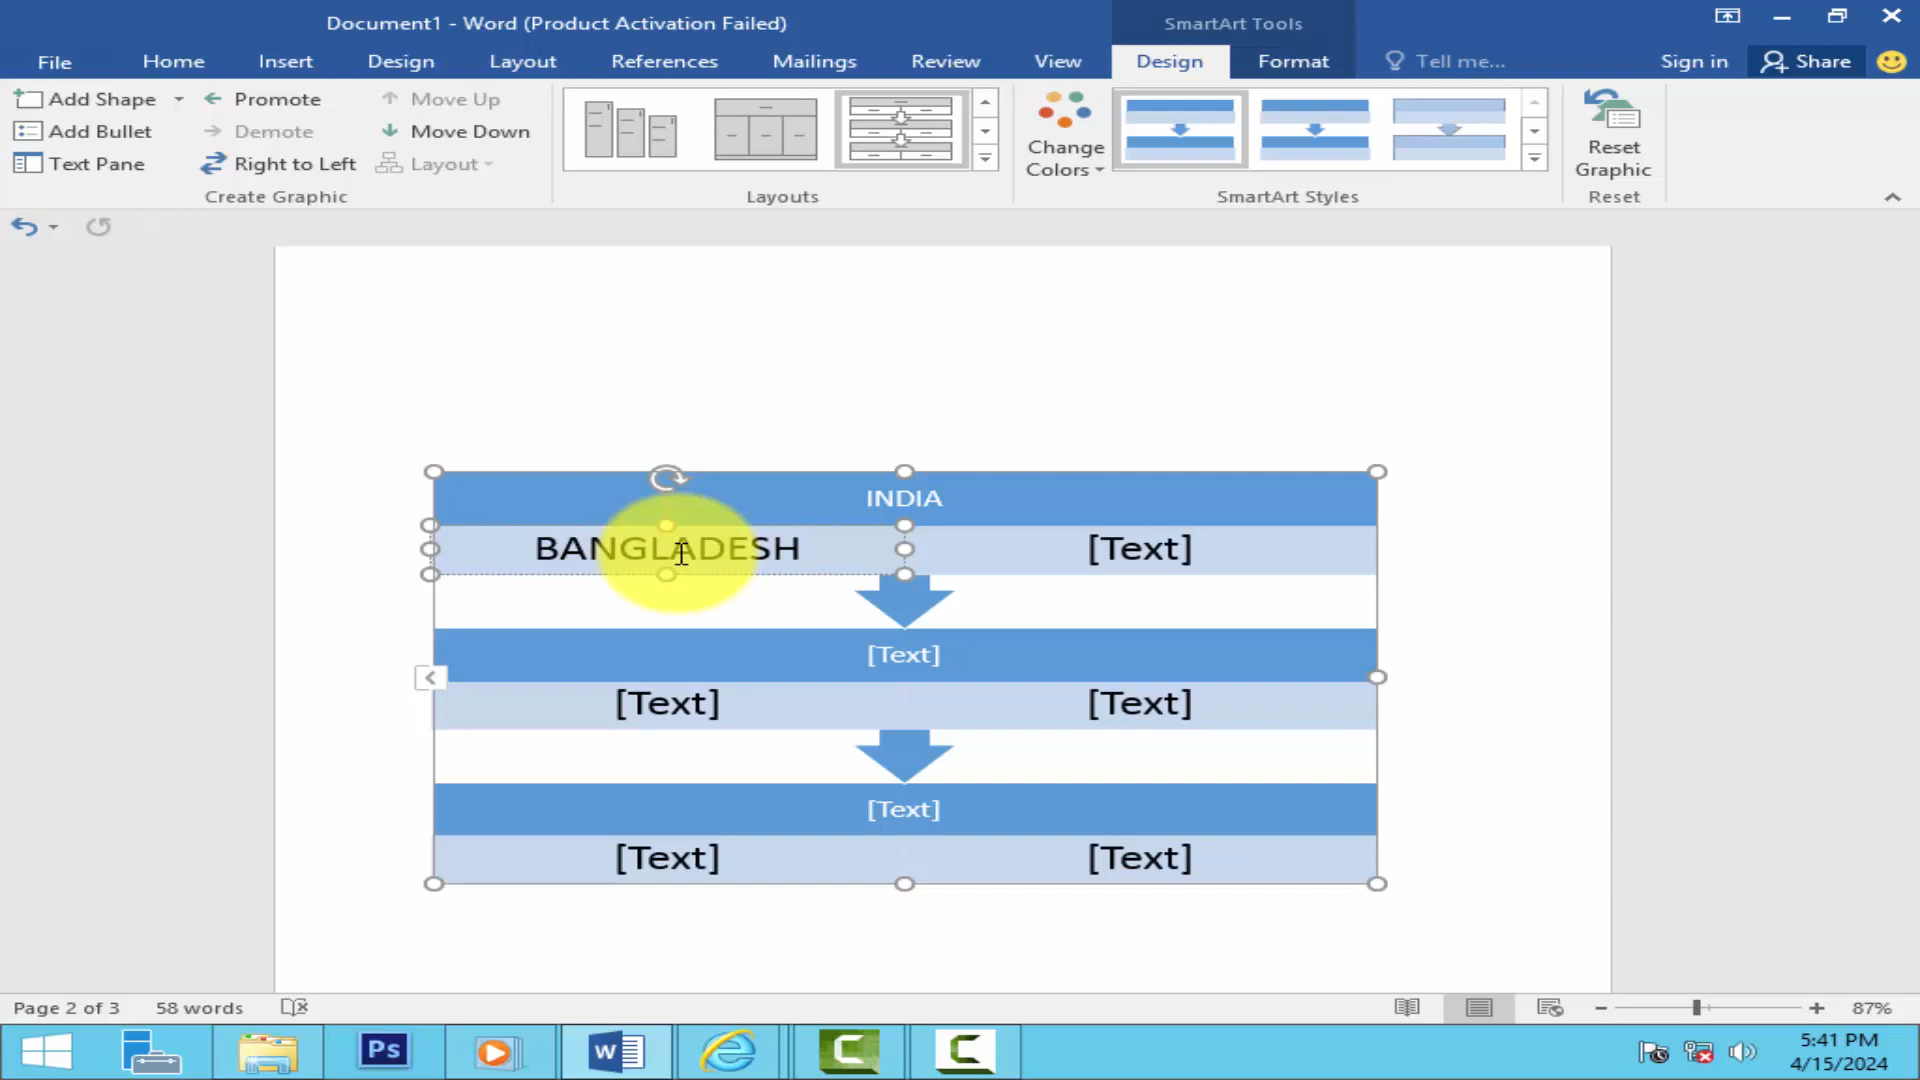 Document1 - Word (Product Activation Failed)
SmartArt Tools
File
Home
Insert
Design
Layout
References
Mailings
Review
View
Design
Format
Tell me...
Sign in
Share
Add Shape
Promote
Move Up
Add Bullet
Demote
Move Down
Text Pane
Right to Left
Layout
Create Graphic
Layouts
Change
Colors
SmartArt Styles
Reset
Graphic
Reset
INDIA
BANGLADESH
[Text]
[Text]
[Text]
[Text]
[Text]
[Text]
[Text]
Page 2 of 3
58 words
87%
Ps
W
5:41 PM
4/15/2024